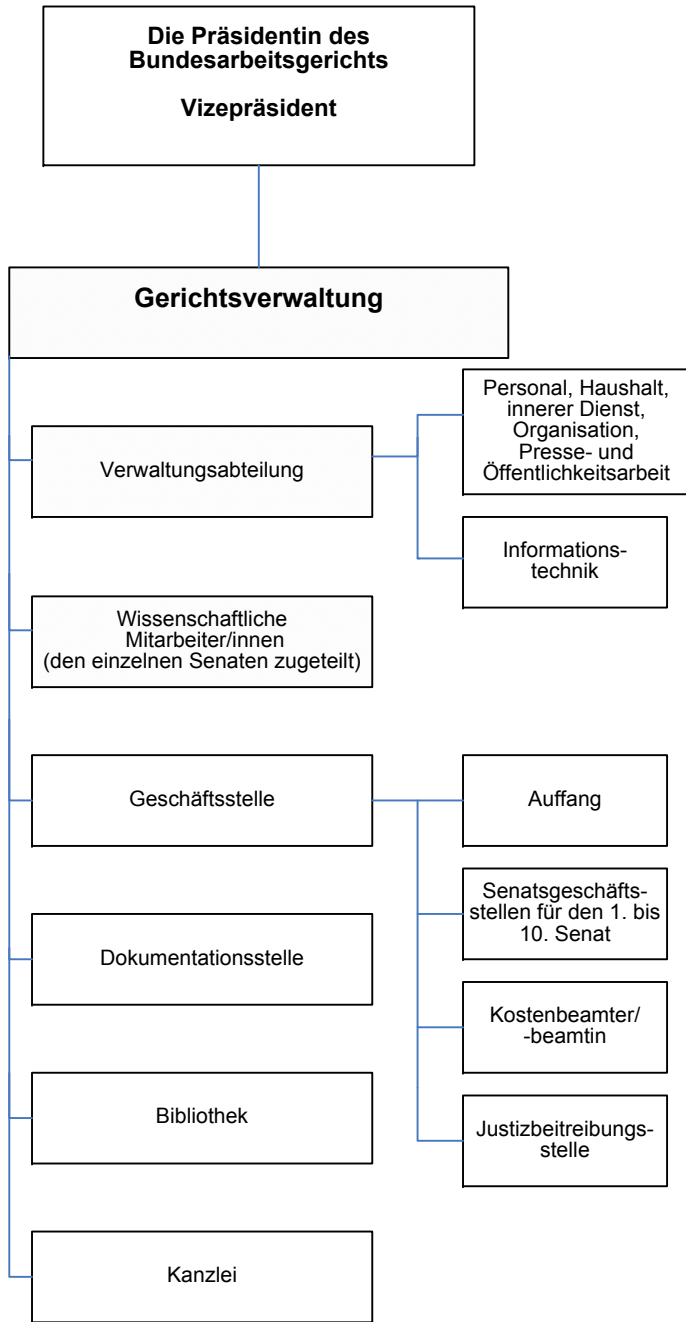 Die Präsidentin des
Bundesarbeitsgerichts
Vizepräsident
Gerichtsverwaltung
Verwaltungsabteilung
Personal, Haushalt,
innerer Dienst,
Organisation,
Presse- und
Öffentlichkeitsarbeit
Informations-
technik
Wissenschaftliche
Mitarbeiter/innen
(den einzelnen Senaten zugeteilt)
Geschäftsstelle
Auffang
Senatsgeschäfts-
stellen für den 1. bis
10. Senat
Kostenbeamter/
-beamtin
Justizbeitreibungs-
stelle
Dokumentationsstelle
Bibliothek
Kanzlei